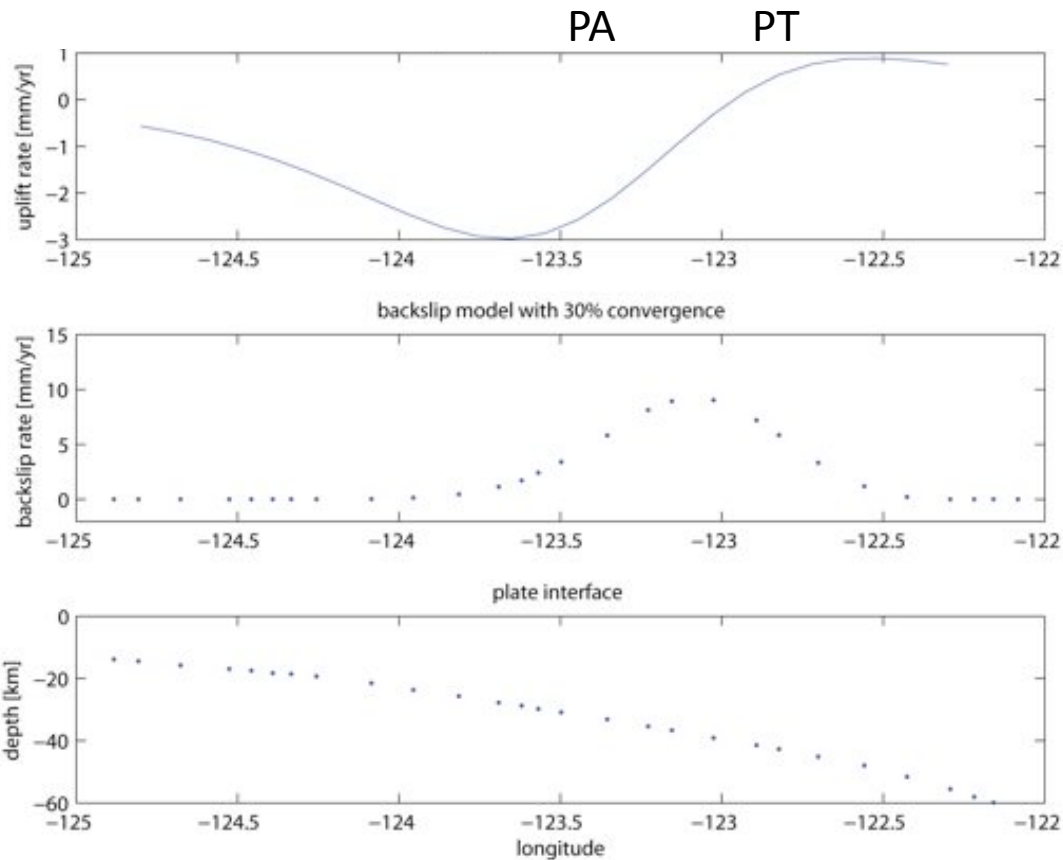 PA PT
1
0
−1
−2
−3
uplift rate [mm/yr]
−125 −124.5 −124 −123.5 −123 −122.5 −122
backslip model with 30% convergence
15
10
5
0
backslip rate [mm/yr]
−125 −124.5 −124 −123.5 −123 −122.5 −122
plate interface
0
−20
−40
−60
depth [km]
−125 −124.5 −124 −123.5 −123 −122.5 −122
longitude